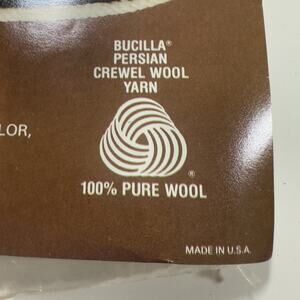 BUCILLA®
PERSIAN
CREWEL WOOL
YARN
LOR,
®
100% PURE WOOL
MADE IN U.S.A.